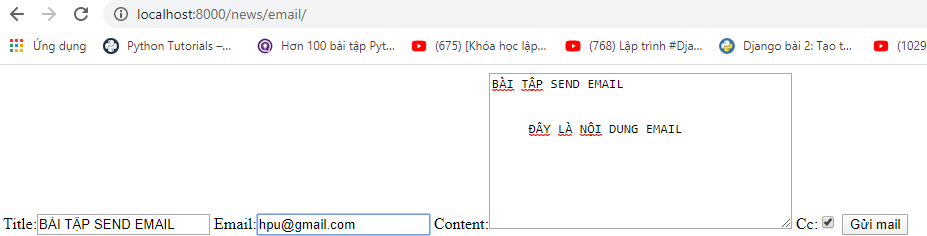 localhost:8000/news/email/
Ứng dụng Python Tutorials –... Hơn 100 bài tập Pyt... (675) [Khóa học lập... (768) Lập trình #Dja... Django bài 2: Tạo t... (1029
BÀI TẬP SEND EMAIL
ĐÂY LÀ NỘI DUNG EMAIL
Title: BÀI TẬP SEND EMAIL Email: hpu@gmail.com Content: Cc: Gửi mail